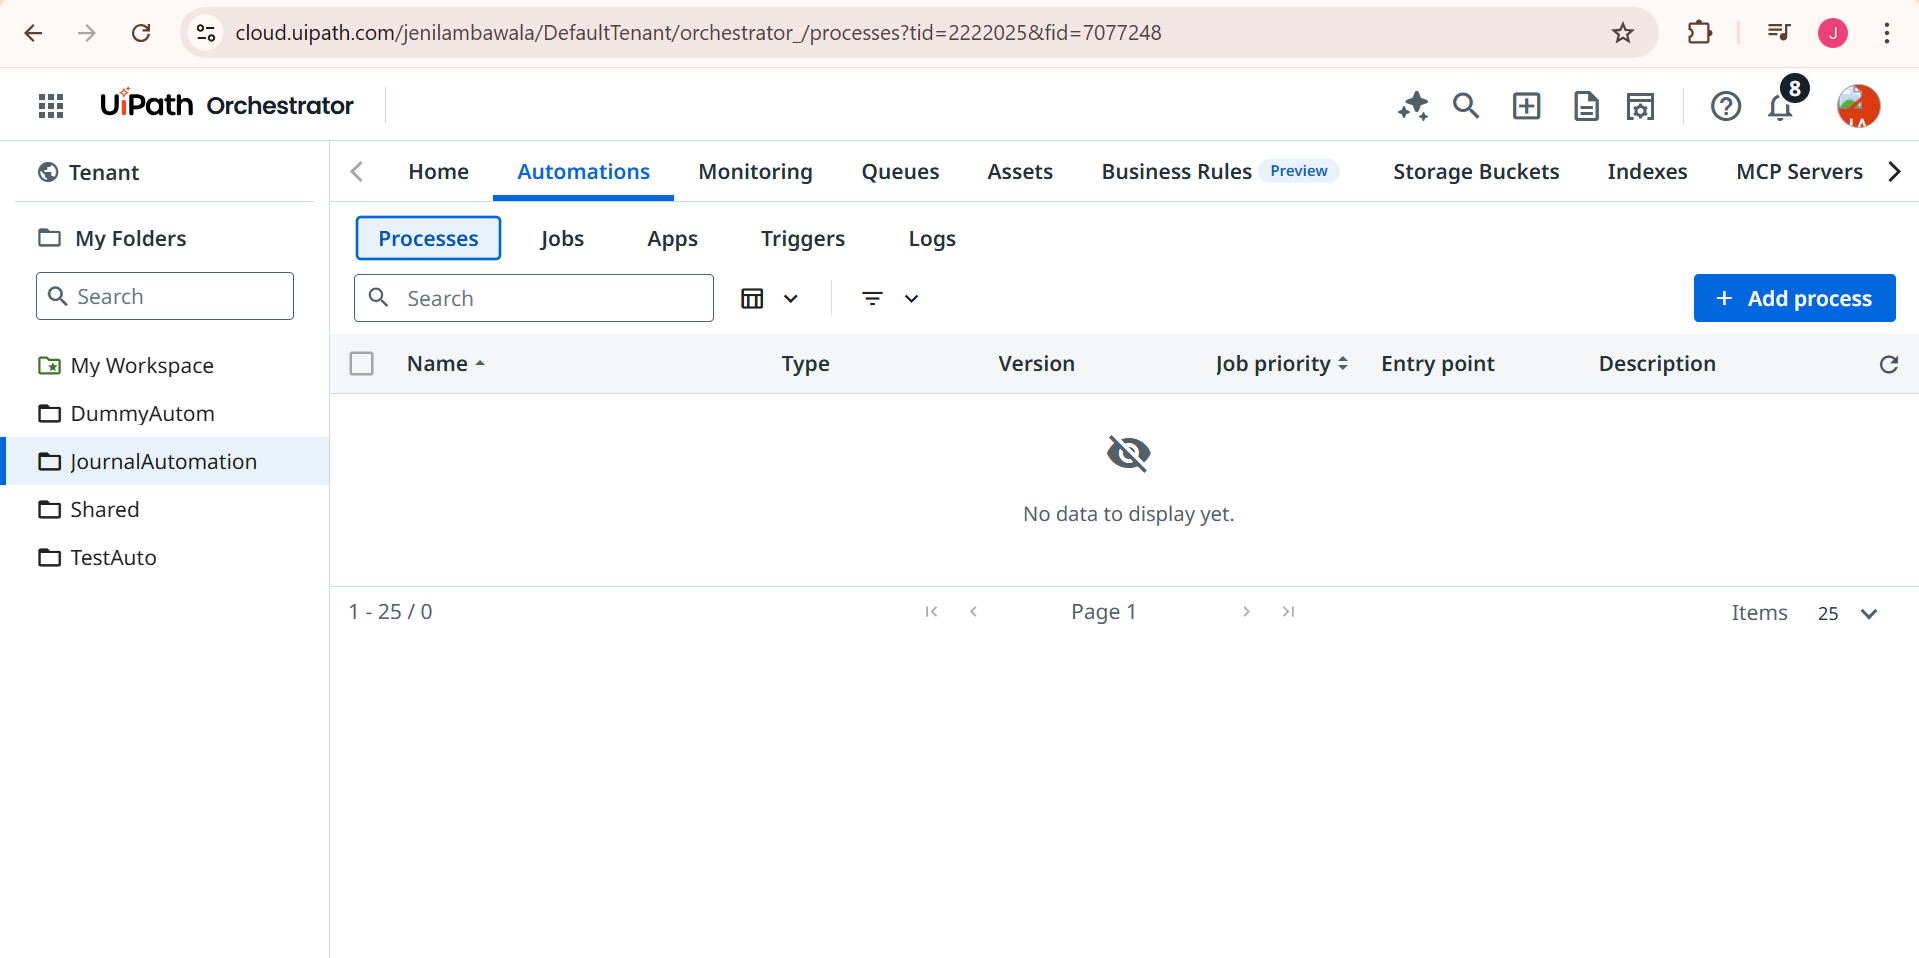 cloud.uipath.com/jenilambawala/DefaultTenant/orchestrator_/processes?tid=2222025&fid=7077248
J
UiPath Orchestrator
8
Tenant
Home Automations Monitoring Queues Assets Business Rules Preview Storage Buckets Indexes MCP Servers
My Folders
Processes Jobs Apps Triggers Logs
Search
Search
+ Add process
Name Type Version Job priority Entry point Description
My Workspace
DummyAutom
JournalAutomation
Shared
TestAuto
No data to display yet.
1 - 25 / 0 Page 1 Items 25